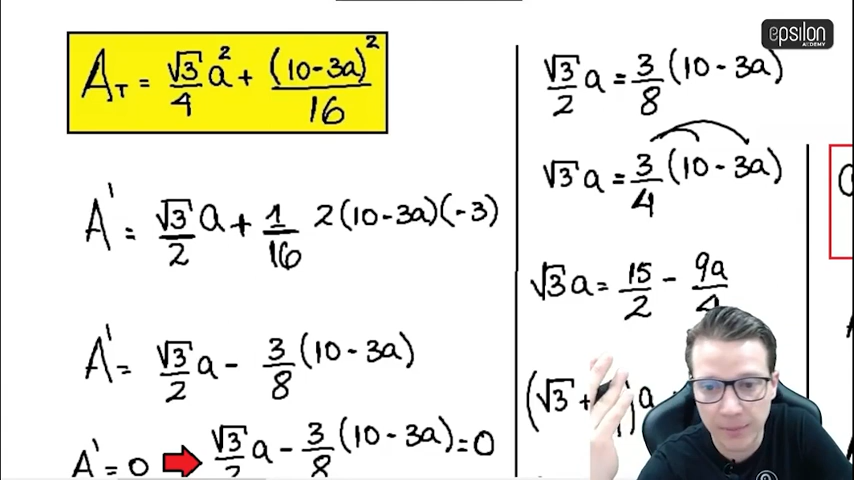 epsilon
ACADEMY
A_T = √3/4 a² + (10-3a)²/16
A' = √3/2 a + 1/16 2(10-3a)(-3)
A' = √3/2 a - 3/8 (10-3a)
A' = 0 ➡ √3/2 a - 3/8 (10-3a) = 0
√3/2 a = 3/8 (10-3a)
√3 a = 3/4 (10-3a)
√3 a = 15/2 - 9a/4
(√3 + )a